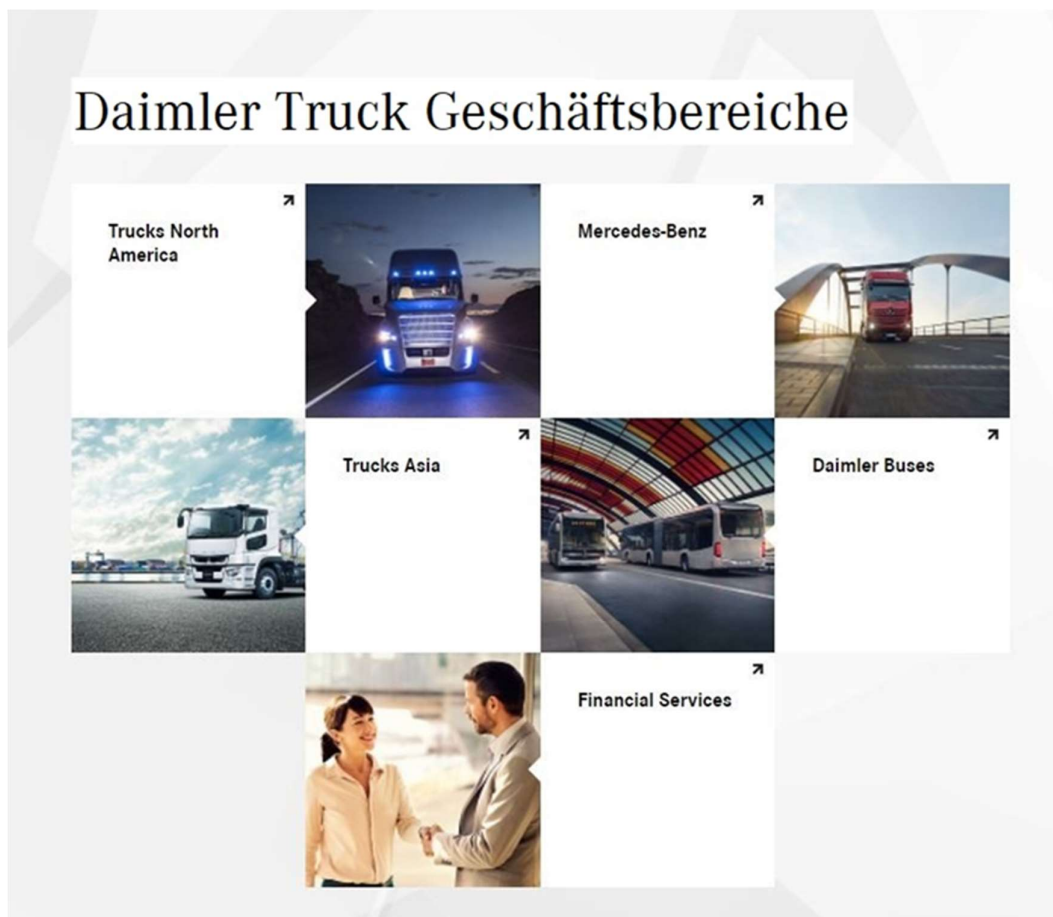 Daimler Truck Geschäftsbereiche
Trucks North
America
Mercedes-Benz
Trucks Asia
Daimler Buses
Financial Services